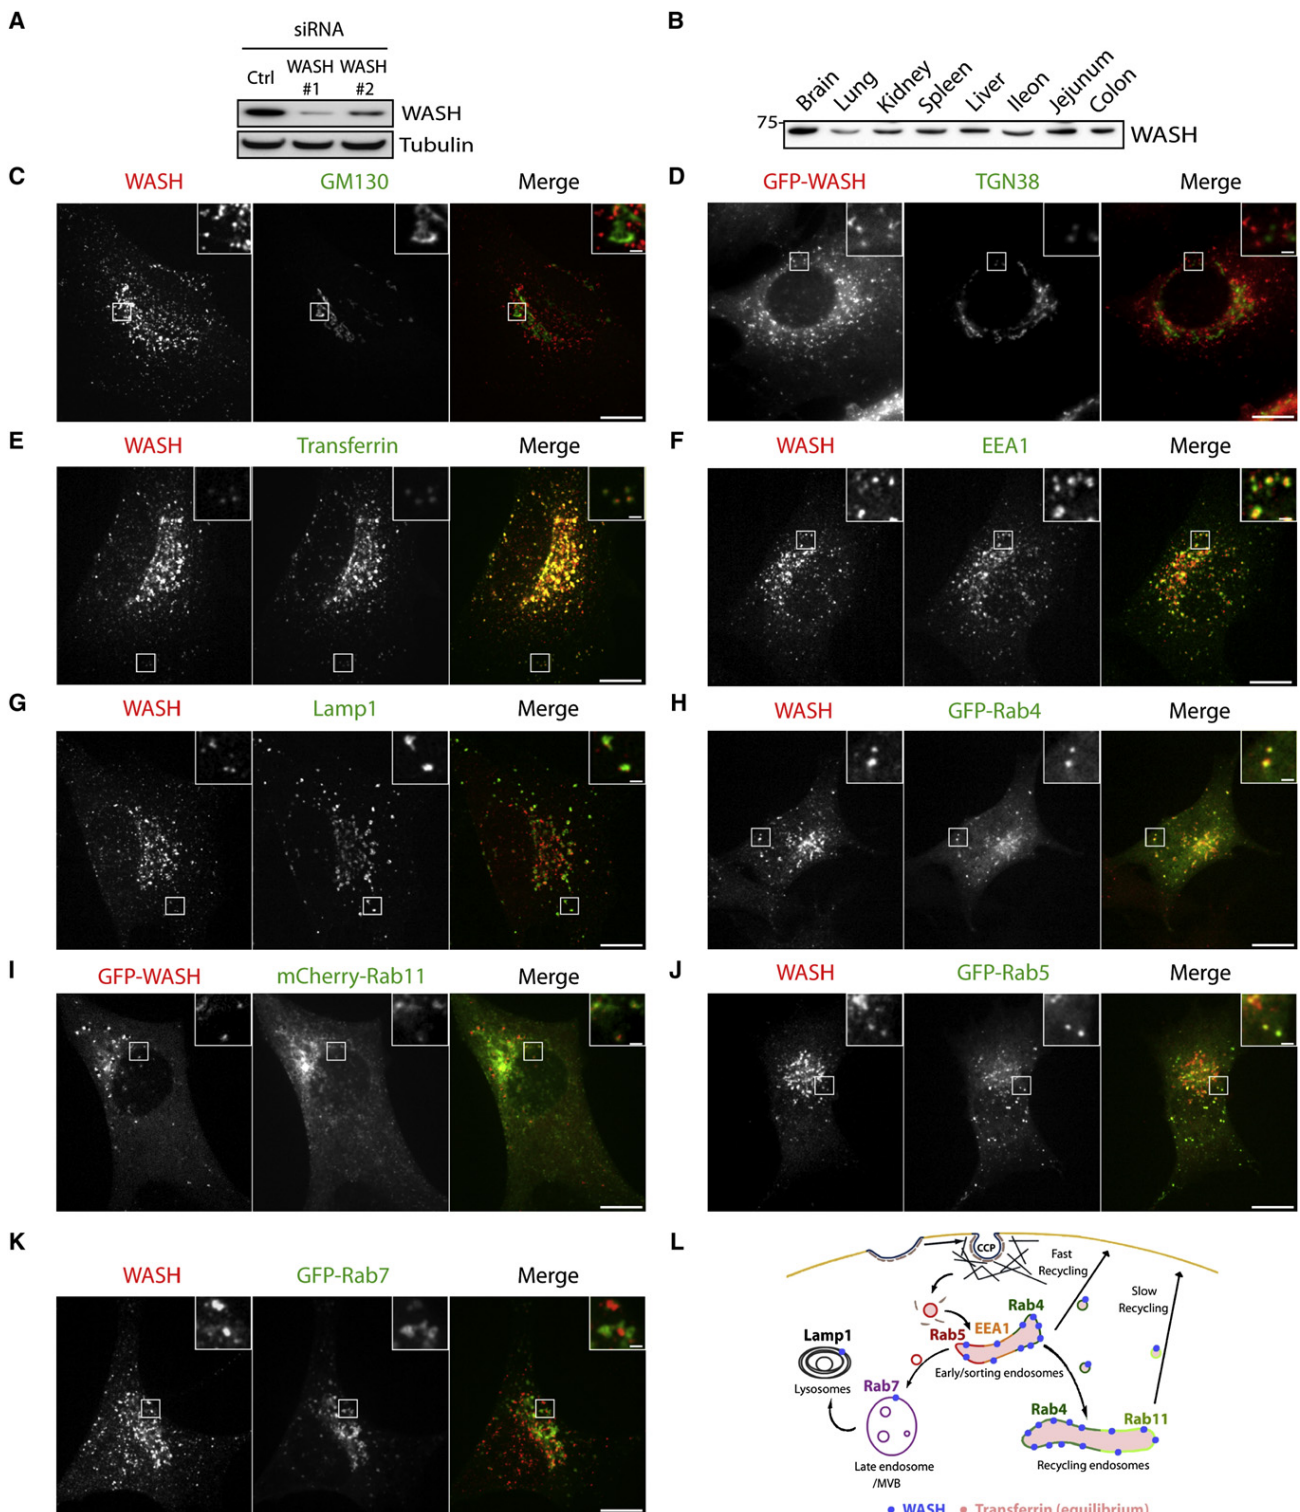 A
siRNA
Ctrl
WASH WASH
#1 #2
WASH
Tubulin
B
Brain Lung Kidney Spleen Liver Ileon Jejunum Colon
75-
WASH
C
WASH GM130 Merge
D
GFP-WASH TGN38 Merge
E
WASH Transferrin Merge
F
WASH EEA1 Merge
G
WASH Lamp1 Merge
H
WASH GFP-Rab4 Merge
I
GFP-WASH mCherry-Rab11 Merge
J
WASH GFP-Rab5 Merge
K
WASH GFP-Rab7 Merge
L
CCP
Fast
Recycling
Slow
Recycling
Rab4
EEA1
Rab5
Early/sorting endosomes
Lamp1
Lysosomes
Rab7
Late endosome
/MVB
Rab4
Rab11
Recycling endosomes
WASH Transferrin (equilibrium)